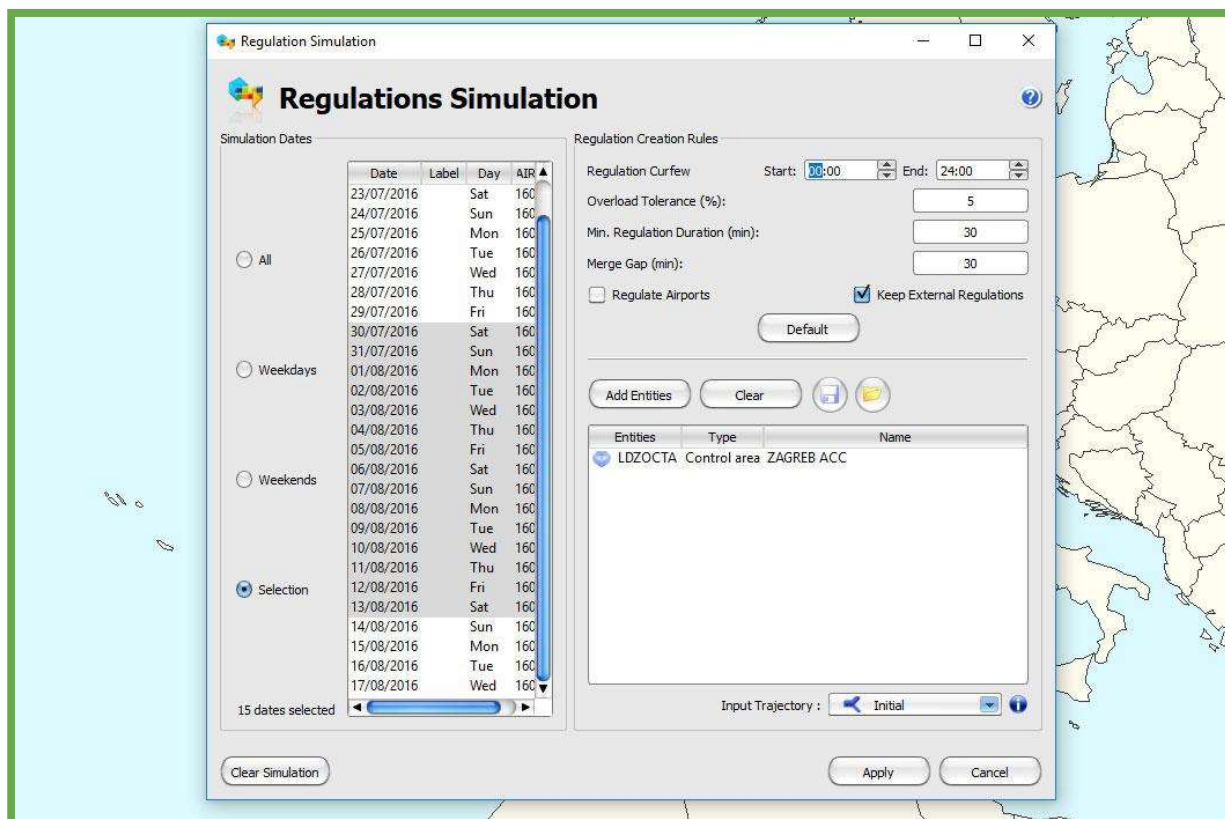 Regulation Simulation
Regulations Simulation
Simulation Dates
Date Label Day AIR
23/07/2016 Sat 160
24/07/2016 Sun 160
25/07/2016 Mon 160
26/07/2016 Tue 160
27/07/2016 Wed 160
28/07/2016 Thu 160
29/07/2016 Fri 160
30/07/2016 Sat 160
31/07/2016 Sun 160
01/08/2016 Mon 160
02/08/2016 Tue 160
03/08/2016 Wed 160
04/08/2016 Thu 160
05/08/2016 Fri 160
06/08/2016 Sat 160
07/08/2016 Sun 160
08/08/2016 Mon 160
09/08/2016 Tue 160
10/08/2016 Wed 160
11/08/2016 Thu 160
12/08/2016 Fri 160
13/08/2016 Sat 160
14/08/2016 Sun 160
15/08/2016 Mon 160
16/08/2016 Tue 160
17/08/2016 Wed 160
All
Weekdays
Weekends
Selection
15 dates selected
Regulation Creation Rules
Regulation Curfew Start: 00:00 End: 24:00
Overload Tolerance (%): 5
Min. Regulation Duration (min): 30
Merge Gap (min): 30
Regulate Airports Keep External Regulations
Default
Add Entities Clear
Entities Type Name
LDZOCTA Control area ZAGREB ACC
Input Trajectory : Initial
Clear Simulation Apply Cancel